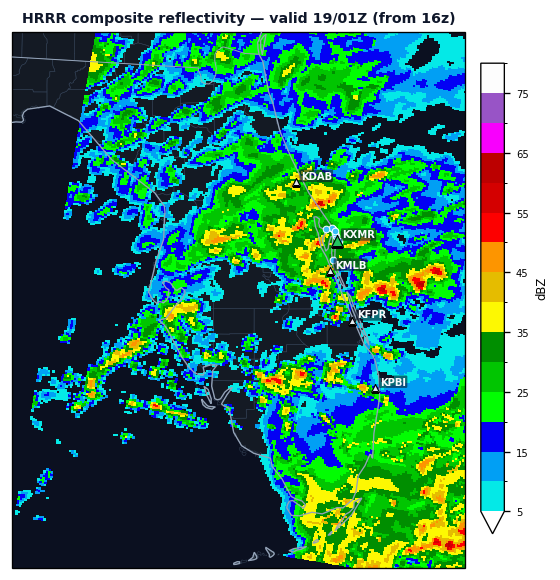 HRRR composite reflectivity — valid 19/01Z (from 16z)
KDAB
KXMR
KMLB
KFPR
KPBI
75
65
55
45
35
25
15
5
dBZ